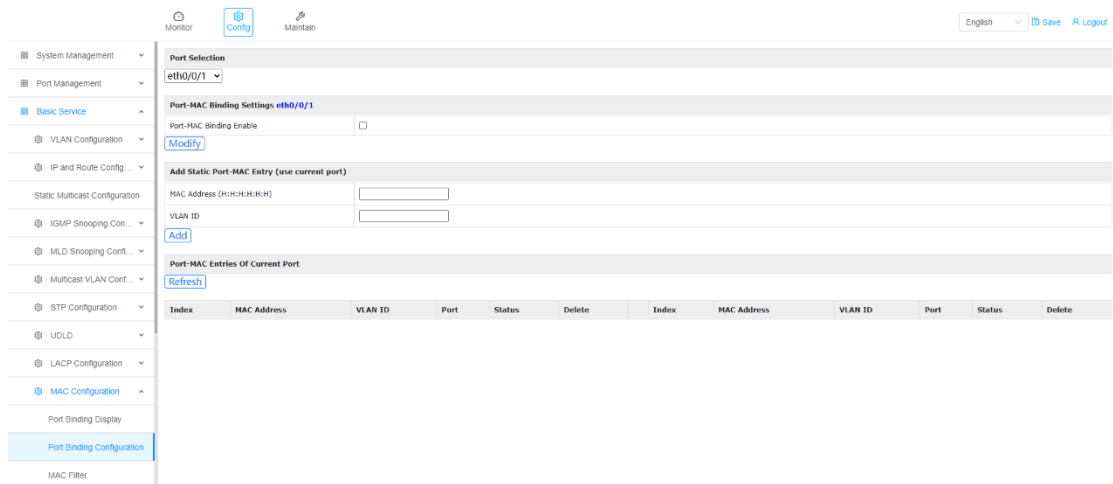 Monitor
Config
Maintain
English
Save
Logout
System Management
Port Management
Basic Service
VLAN Configuration
IP and Route Config...
Static Multicast Configuration
IGMP Snooping Con...
MLD Snooping Confi...
Multicast VLAN Conf...
STP Configuration
UDLD
LACP Configuration
MAC Configuration
Port Binding Display
Port Binding Configuration
MAC Filter
Port Selection
eth0/0/1
Port-MAC Binding Settings eth0/0/1
Port-MAC Binding Enable
Modify
Add Static Port-MAC Entry (use current port)
MAC Address (H:H:H:H:H:H)
VLAN ID
Add
Port-MAC Entries Of Current Port
Refresh
Index MAC Address VLAN ID Port Status Delete Index MAC Address VLAN ID Port Status Delete